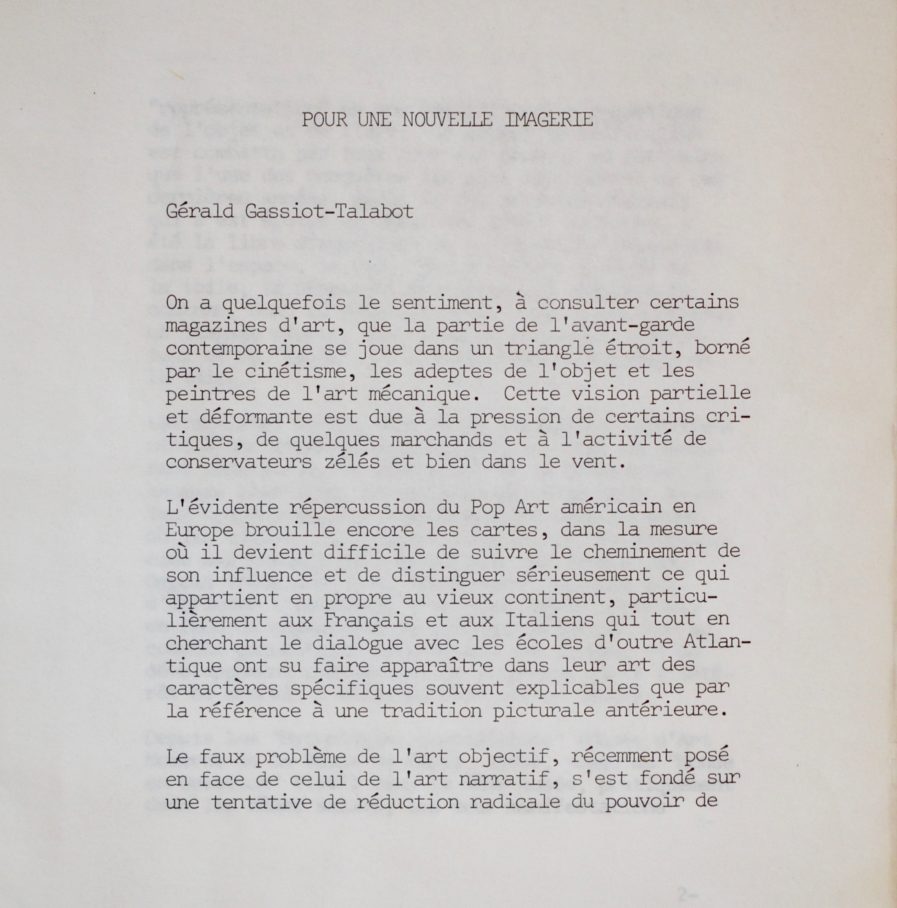 POUR UNE NOUVELLE IMAGERIE
Gérald Gassiot-Talabot
On a quelquefois le sentiment, à consulter certains
magazines d'art, que la partie de l'avant-garde
contemporaine se joue dans un triangle étroit, borné
par le cinétisme, les adeptes de l'objet et les
peintres de l'art mécanique. Cette vision partielle
et déformante est due à la pression de certains cri-
tiques, de quelques marchands et à l'activité de
conservateurs zélés et bien dans le vent.
L'évidente répercussion du Pop Art américain en
Europe brouille encore les cartes, dans la mesure
où il devient difficile de suivre le cheminement de
son influence et de distinguer sérieusement ce qui
appartient en propre au vieux continent, particu-
lièrement aux Français et aux Italiens qui tout en
cherchant le dialogue avec les écoles d'outre Atlan-
tique ont su faire apparaître dans leur art des
caractères spécifiques souvent explicables que par
la référence à une tradition picturale antérieure.
Le faux problème de l'art objectif, récemment posé
en face de celui de l'art narratif, s'est fondé sur
une tentative de réduction radicale du pouvoir de